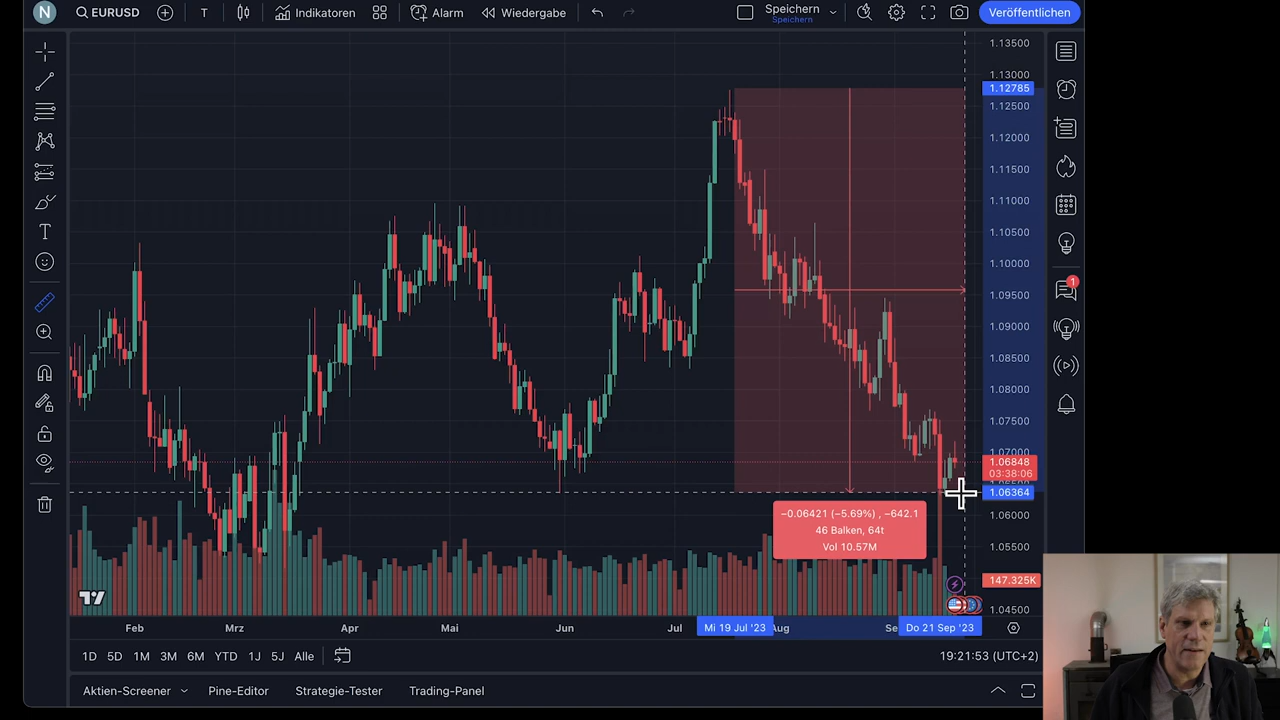 N EURUSD T Indikatoren Alarm Wiedergabe Speichern Veröffentlichen
Speichern
1.13500
1.13000
1.12785
1.12500
1.12000
1.11500
1.11000
1.10500
1.10000
1.09500
1.09000
1.08500
1.08000
1.07500
1.07000
1.06848
03:38:06
1.06364
1.06000
1.05500
147.325K
1.04500
1
−0.06421 (−5.69%) , −642.1
46 Balken, 64t
Vol 10.57M
Feb Mrz Apr Mai Jun Jul Mi 19 Jul '23 Aug Se Do 21 Sep '23
1D 5D 1M 3M 6M YTD 1J 5J Alle 19:21:53 (UTC+2)
Aktien-Screener Pine-Editor Strategie-Tester Trading-Panel